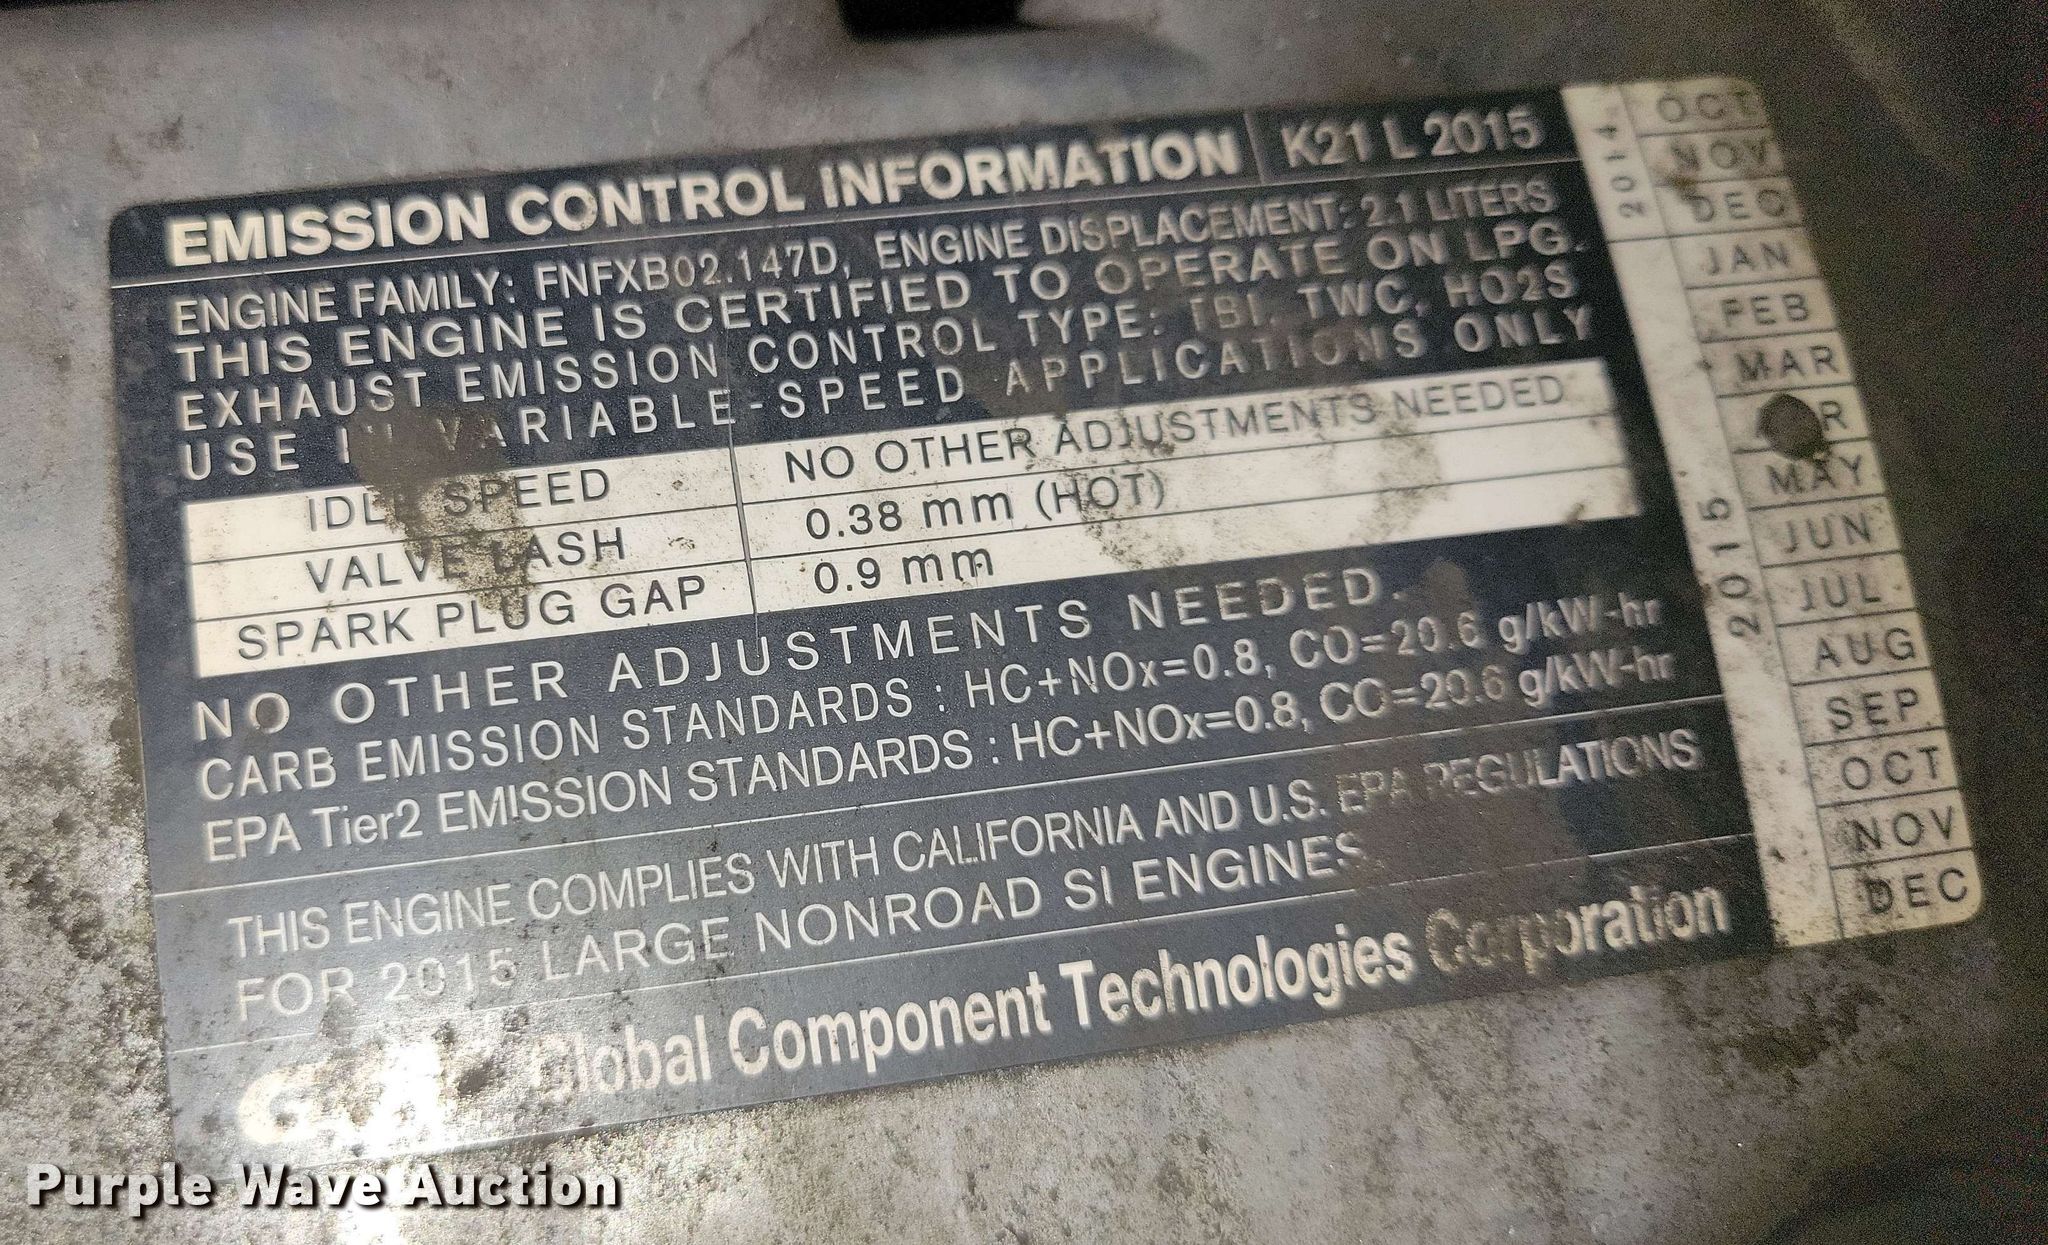 EMISSION CONTROL INFORMATION K21 L 2015
ENGINE FAMILY: FNFXB02.147D, ENGINE DISPLACEMENT: 2.1 LITERS
THIS ENGINE IS CERTIFIED TO OPERATE ON LPG.
EXHAUST EMISSION CONTROL TYPE: TBI, TWC, HO2S
USE IN VARIABLE-SPEED APPLICATIONS ONLY
IDLE SPEED NO OTHER ADJUSTMENTS NEEDED
VALVE LASH 0.38 mm (HOT)
SPARK PLUG GAP 0.9 mm
NO OTHER ADJUSTMENTS NEEDED.
CARB EMISSION STANDARDS : HC+NOx=0.8, CO=20.6 g/kW-hr
EPA Tier2 EMISSION STANDARDS : HC+NOx=0.8, CO=20.6 g/kW-hr
THIS ENGINE COMPLIES WITH CALIFORNIA AND U.S. EPA REGULATIONS
FOR 2015 LARGE NONROAD SI ENGINES
Global Component Technologies Corporation
2014
OCT
NOV
DEC
2015
JAN
FEB
MAR
APR
MAY
JUN
JUL
AUG
SEP
OCT
NOV
DEC
Purple Wave Auction